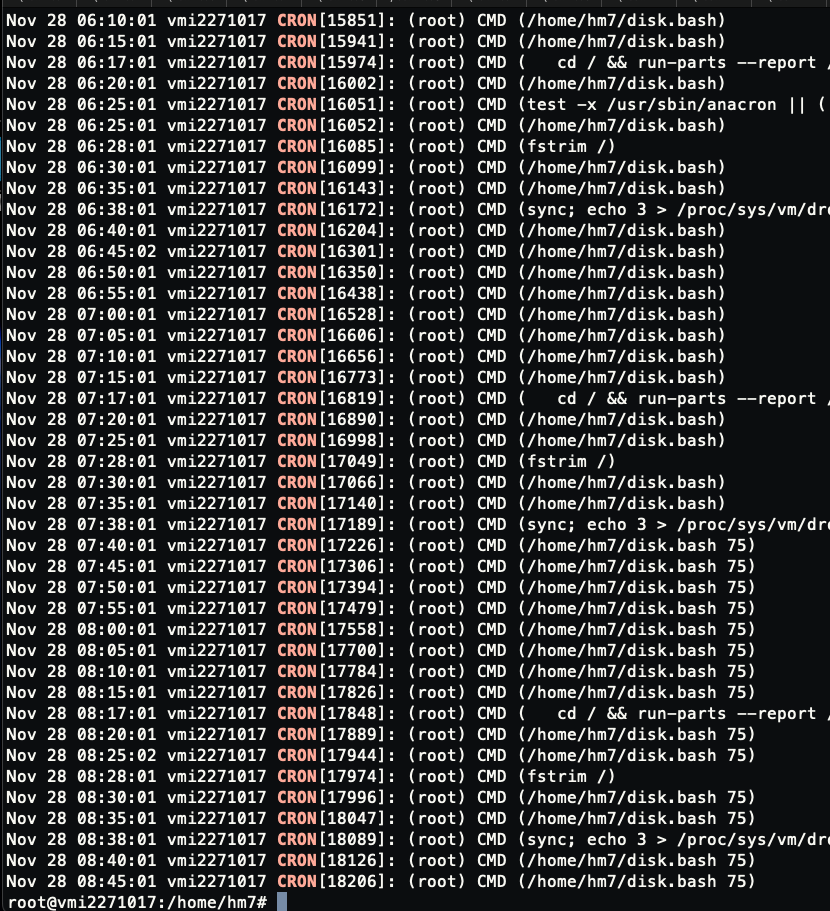 Nov 28 06:10:01 vmi2271017 CRON[15851]: (root) CMD (/home/hm7/disk.bash)
Nov 28 06:15:01 vmi2271017 CRON[15941]: (root) CMD (/home/hm7/disk.bash)
Nov 28 06:17:01 vmi2271017 CRON[15974]: (root) CMD (   cd / && run-parts --report /
Nov 28 06:20:01 vmi2271017 CRON[16002]: (root) CMD (/home/hm7/disk.bash)
Nov 28 06:25:01 vmi2271017 CRON[16051]: (root) CMD (test -x /usr/sbin/anacron || (
Nov 28 06:25:01 vmi2271017 CRON[16052]: (root) CMD (/home/hm7/disk.bash)
Nov 28 06:28:01 vmi2271017 CRON[16085]: (root) CMD (fstrim /)
Nov 28 06:30:01 vmi2271017 CRON[16099]: (root) CMD (/home/hm7/disk.bash)
Nov 28 06:35:01 vmi2271017 CRON[16143]: (root) CMD (/home/hm7/disk.bash)
Nov 28 06:38:01 vmi2271017 CRON[16172]: (root) CMD (sync; echo 3 > /proc/sys/vm/dro
Nov 28 06:40:01 vmi2271017 CRON[16204]: (root) CMD (/home/hm7/disk.bash)
Nov 28 06:45:02 vmi2271017 CRON[16301]: (root) CMD (/home/hm7/disk.bash)
Nov 28 06:50:01 vmi2271017 CRON[16350]: (root) CMD (/home/hm7/disk.bash)
Nov 28 06:55:01 vmi2271017 CRON[16438]: (root) CMD (/home/hm7/disk.bash)
Nov 28 07:00:01 vmi2271017 CRON[16528]: (root) CMD (/home/hm7/disk.bash)
Nov 28 07:05:01 vmi2271017 CRON[16606]: (root) CMD (/home/hm7/disk.bash)
Nov 28 07:10:01 vmi2271017 CRON[16656]: (root) CMD (/home/hm7/disk.bash)
Nov 28 07:15:01 vmi2271017 CRON[16773]: (root) CMD (/home/hm7/disk.bash)
Nov 28 07:17:01 vmi2271017 CRON[16819]: (root) CMD (   cd / && run-parts --report /
Nov 28 07:20:01 vmi2271017 CRON[16890]: (root) CMD (/home/hm7/disk.bash)
Nov 28 07:25:01 vmi2271017 CRON[16998]: (root) CMD (/home/hm7/disk.bash)
Nov 28 07:28:01 vmi2271017 CRON[17049]: (root) CMD (fstrim /)
Nov 28 07:30:01 vmi2271017 CRON[17066]: (root) CMD (/home/hm7/disk.bash)
Nov 28 07:35:01 vmi2271017 CRON[17140]: (root) CMD (/home/hm7/disk.bash)
Nov 28 07:38:01 vmi2271017 CRON[17189]: (root) CMD (sync; echo 3 > /proc/sys/vm/dro
Nov 28 07:40:01 vmi2271017 CRON[17226]: (root) CMD (/home/hm7/disk.bash 75)
Nov 28 07:45:01 vmi2271017 CRON[17306]: (root) CMD (/home/hm7/disk.bash 75)
Nov 28 07:50:01 vmi2271017 CRON[17394]: (root) CMD (/home/hm7/disk.bash 75)
Nov 28 07:55:01 vmi2271017 CRON[17479]: (root) CMD (/home/hm7/disk.bash 75)
Nov 28 08:00:01 vmi2271017 CRON[17558]: (root) CMD (/home/hm7/disk.bash 75)
Nov 28 08:05:01 vmi2271017 CRON[17700]: (root) CMD (/home/hm7/disk.bash 75)
Nov 28 08:10:01 vmi2271017 CRON[17784]: (root) CMD (/home/hm7/disk.bash 75)
Nov 28 08:15:01 vmi2271017 CRON[17826]: (root) CMD (/home/hm7/disk.bash 75)
Nov 28 08:17:01 vmi2271017 CRON[17848]: (root) CMD (   cd / && run-parts --report /
Nov 28 08:20:01 vmi2271017 CRON[17889]: (root) CMD (/home/hm7/disk.bash 75)
Nov 28 08:25:02 vmi2271017 CRON[17944]: (root) CMD (/home/hm7/disk.bash 75)
Nov 28 08:28:01 vmi2271017 CRON[17974]: (root) CMD (fstrim /)
Nov 28 08:30:01 vmi2271017 CRON[17996]: (root) CMD (/home/hm7/disk.bash 75)
Nov 28 08:35:01 vmi2271017 CRON[18047]: (root) CMD (/home/hm7/disk.bash 75)
Nov 28 08:38:01 vmi2271017 CRON[18089]: (root) CMD (sync; echo 3 > /proc/sys/vm/dro
Nov 28 08:40:01 vmi2271017 CRON[18126]: (root) CMD (/home/hm7/disk.bash 75)
Nov 28 08:45:01 vmi2271017 CRON[18206]: (root) CMD (/home/hm7/disk.bash 75)
root@vmi2271017:/home/hm7#